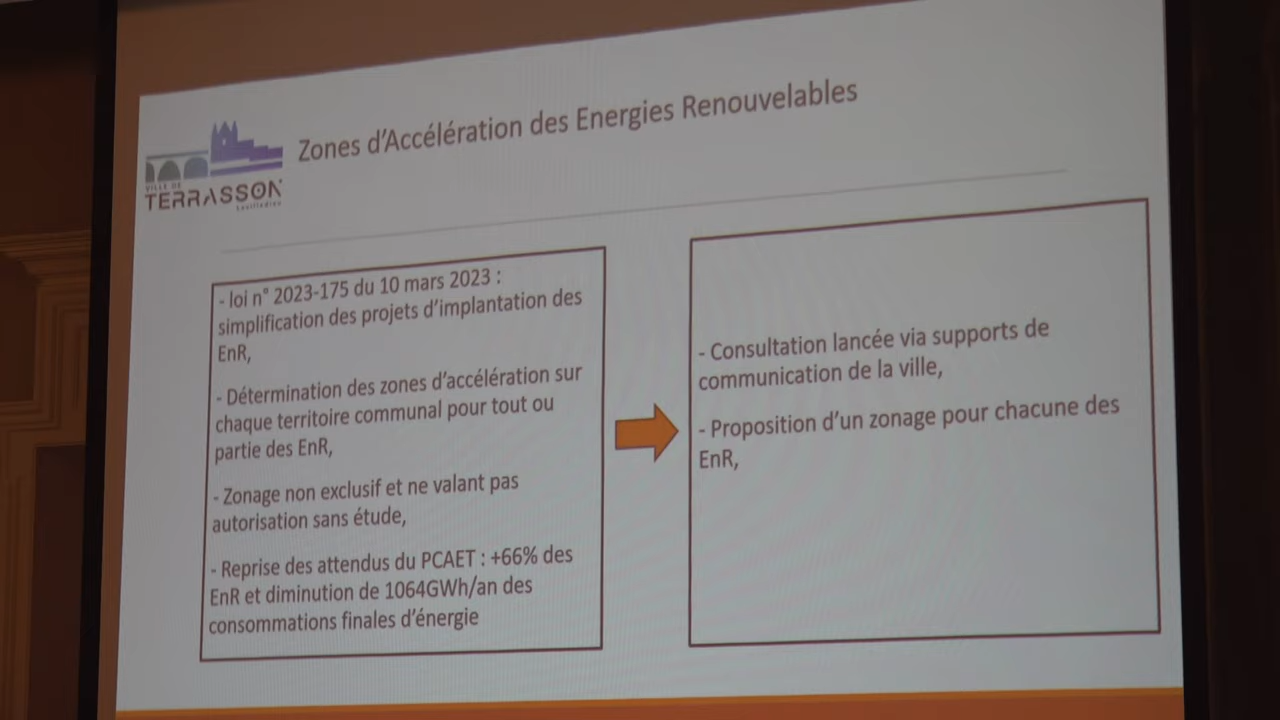 Zones d'Accélération des Energies Renouvelables
VILLE DE
TERRASSON
Lavilledieu
- loi n° 2023-175 du 10 mars 2023 :
simplification des projets d'implantation des
EnR,
- Détermination des zones d'accélération sur
chaque territoire communal pour tout ou
partie des EnR,
- Zonage non exclusif et ne valant pas
autorisation sans étude,
- Reprise des attendus du PCAET : +66% des
EnR et diminution de 1064GWh/an des
consommations finales d'énergie
- Consultation lancée via supports de
communication de la ville,
- Proposition d'un zonage pour chacune des
EnR,